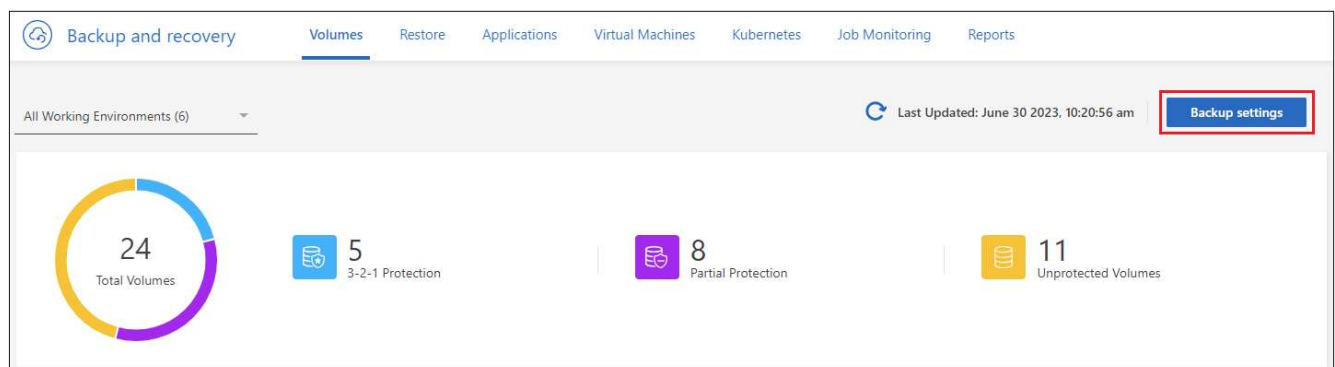 Backup and recovery
Volumes
Restore
Applications
Virtual Machines
Kubernetes
Job Monitoring
Reports
All Working Environments (6)
Last Updated: June 30 2023, 10:20:56 am
Backup settings
24
Total Volumes
5
3-2-1 Protection
8
Partial Protection
11
Unprotected Volumes